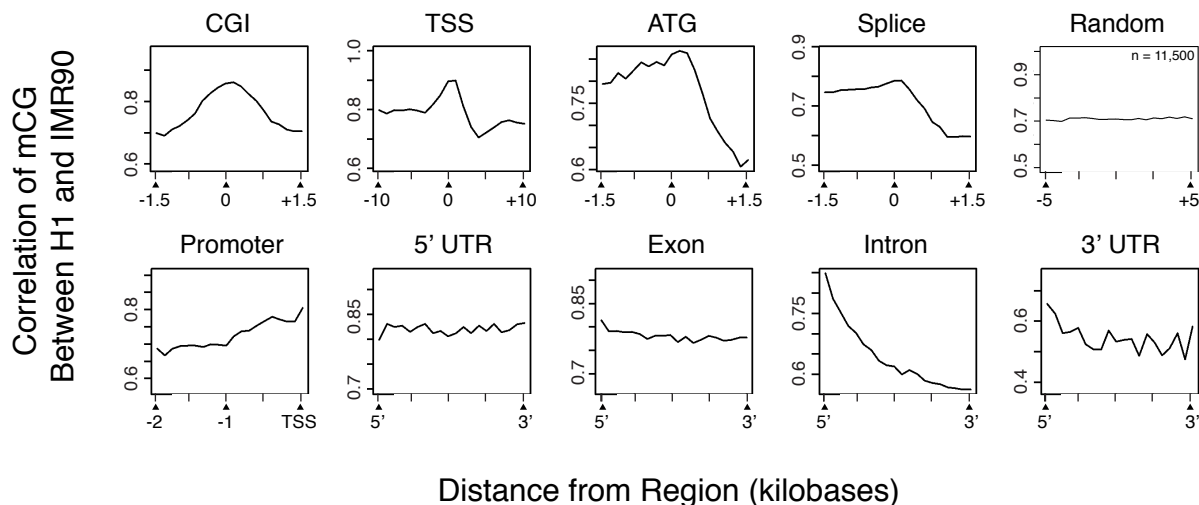 Correlation of mCG
Between H1 and IMR90
CGI
0.6 0.8
-1.5 0 +1.5
TSS
0.6 0.8 1.0
-10 0 +10
ATG
0.6 0.75
-1.5 0 +1.5
Splice
0.5 0.7 0.9
-1.5 0 +1.5
Random
n = 11,500
0.5 0.7 0.9
-5 +5
Promoter
0.6 0.8
-2 -1 TSS
5’ UTR
0.7 0.85
5’ 3’
Exon
0.7 0.85
5’ 3’
Intron
0.6 0.75
5’ 3’
3’ UTR
0.4 0.6
5’ 3’
Distance from Region (kilobases)